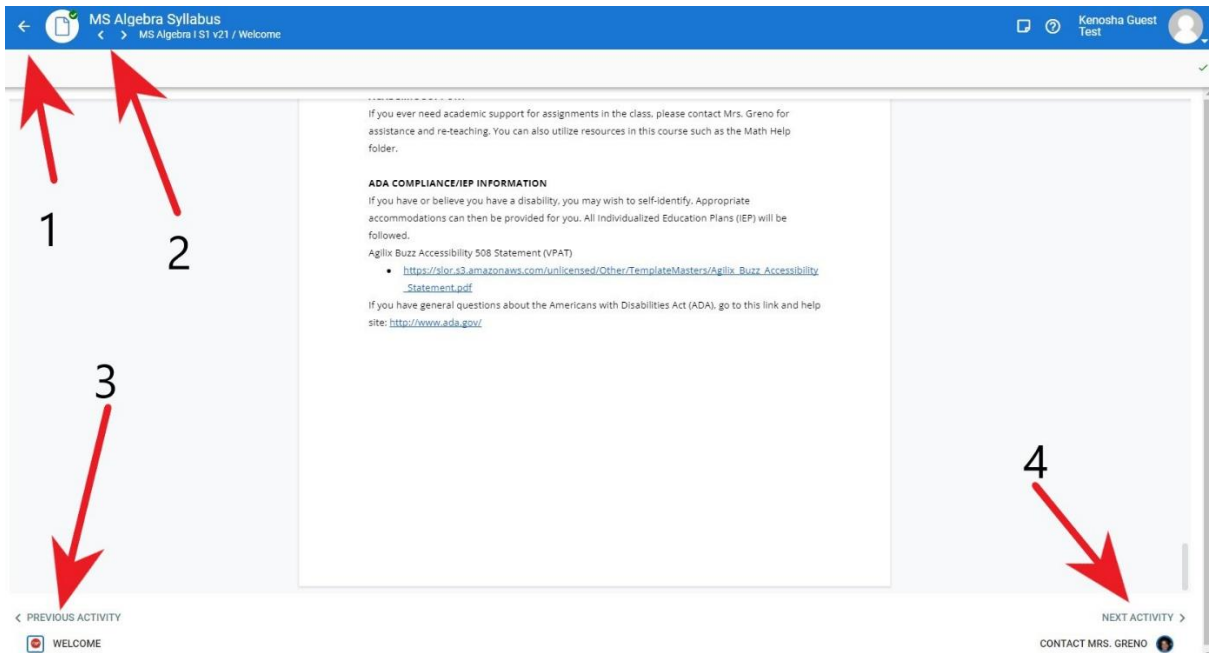 MS Algebra Syllabus
MS Algebra I S1 v21 / Welcome
Kenosha Guest
Test
If you ever need academic support for assignments in the class, please contact Mrs. Greno for
assistance and re-teaching. You can also utilize resources in this course such as the Math Help
folder.
ADA COMPLIANCE/IEP INFORMATION
If you have or believe you have a disability, you may wish to self-identify. Appropriate
accommodations can then be provided for you. All Individualized Education Plans (IEP) will be
followed.
Agilix Buzz Accessibility 508 Statement (VPAT)
https://slor.s3.amazonaws.com/unlicensed/Other/TemplateMasters/Agilix_Buzz_Accessibility
_Statement.pdf
If you have general questions about the Americans with Disabilities Act (ADA), go to this link and help
site: http://www.ada.gov/
1
2
3
4
< PREVIOUS ACTIVITY
WELCOME
NEXT ACTIVITY >
CONTACT MRS. GRENO